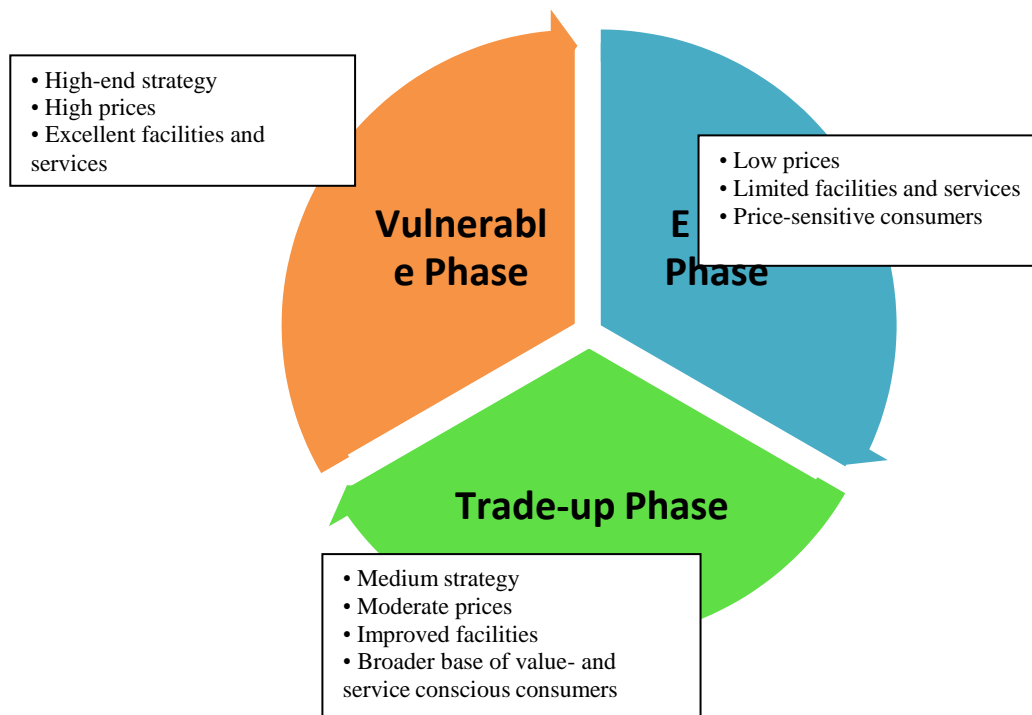 • High-end strategy
• High prices
• Excellent facilities and
services
• Low prices
• Limited facilities and services
• Price-sensitive consumers
Vulnerabl
e Phase
E
Phase
Trade-up Phase
• Medium strategy
• Moderate prices
• Improved facilities
• Broader base of value- and
service conscious consumers